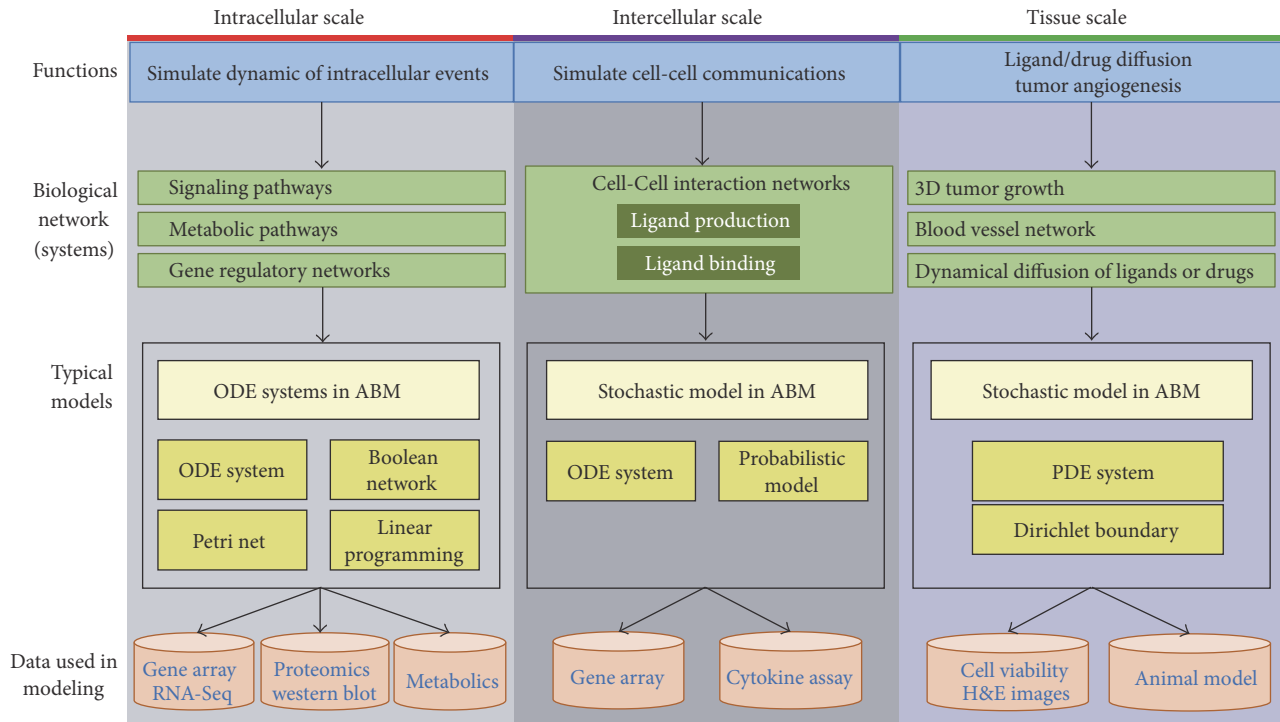 Intracellular scale
Intercellular scale
Tissue scale
Functions
Simulate dynamic of intracellular events
Simulate cell-cell communications
Ligand/drug diffusion
tumor angiogenesis
Biological
network
(systems)
Signaling pathways
Metabolic pathways
Gene regulatory networks
Cell-Cell interaction networks
Ligand production
Ligand binding
3D tumor growth
Blood vessel network
Dynamical diffusion of ligands or drugs
Typical
models
ODE systems in ABM
ODE system
Boolean
network
Petri net
Linear
programming
Stochastic model in ABM
ODE system
Probabilistic
model
Stochastic model in ABM
PDE system
Dirichlet boundary
Data used in
modeling
Gene array
RNA-Seq
Proteomics
western blot
Metabolics
Gene array
Cytokine assay
Cell viability
H&E images
Animal model